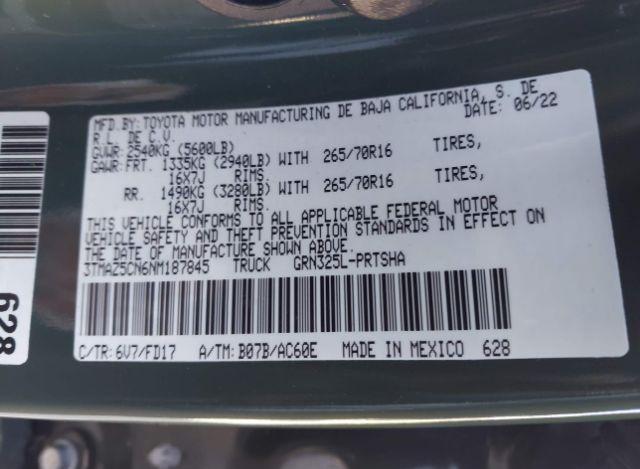 MFD.BY: TOYOTA MOTOR MANUFACTURING DE BAJA CALIFORNIA, S. DE
R L DE C.V. DATE: 06/22
GVWR: 2540KG (5600LB)
GAWR: FRT. 1335KG (2940LB) WITH 265/70R16 TIRES,
16X7J RIMS.
RR. 1490KG (3280LB) WITH 265/70R16 TIRES,
16X7J RIMS.
THIS VEHICLE CONFORMS TO ALL APPLICABLE FEDERAL MOTOR
VEHICLE SAFETY AND THEFT PREVENTION STANDARDS IN EFFECT ON
THE DATE OF MANUFACTURE SHOWN ABOVE.
3TMAZ5CN6NM187845 TRUCK GRN325L-PRTSHA
C/TR: 6V7/FD17 A/TM: B07B/AC60E MADE IN MEXICO 628
628